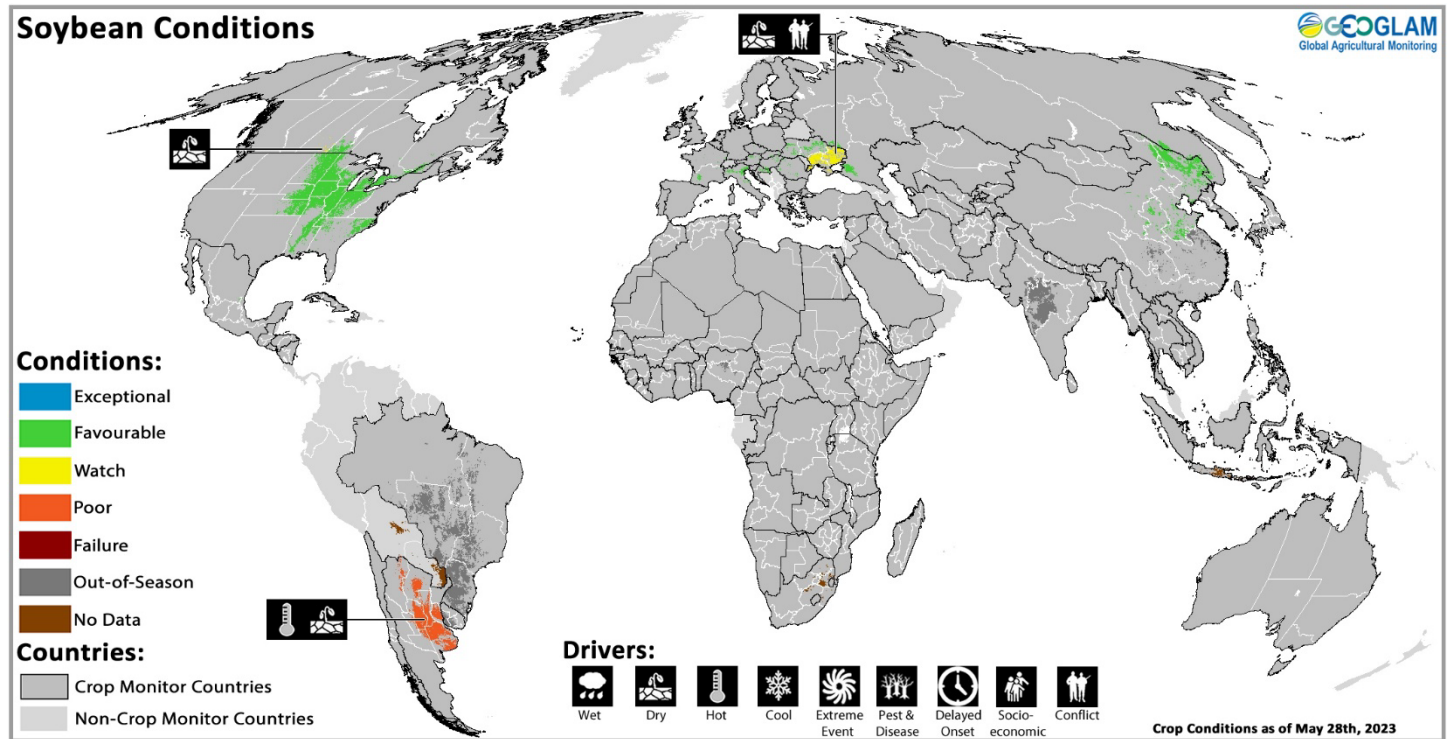 Soybean Conditions
GEOGLAM
Global Agricultural Monitoring
Conditions:
Exceptional
Favourable
Watch
Poor
Failure
Out-of-Season
No Data
Countries:
Crop Monitor Countries
Non-Crop Monitor Countries
Drivers:
Wet
Dry
Hot
Cool
Extreme
Event
Pest &
Disease
Delayed
Onset
Socio-
economic
Conflict
Crop Conditions as of May 28th, 2023